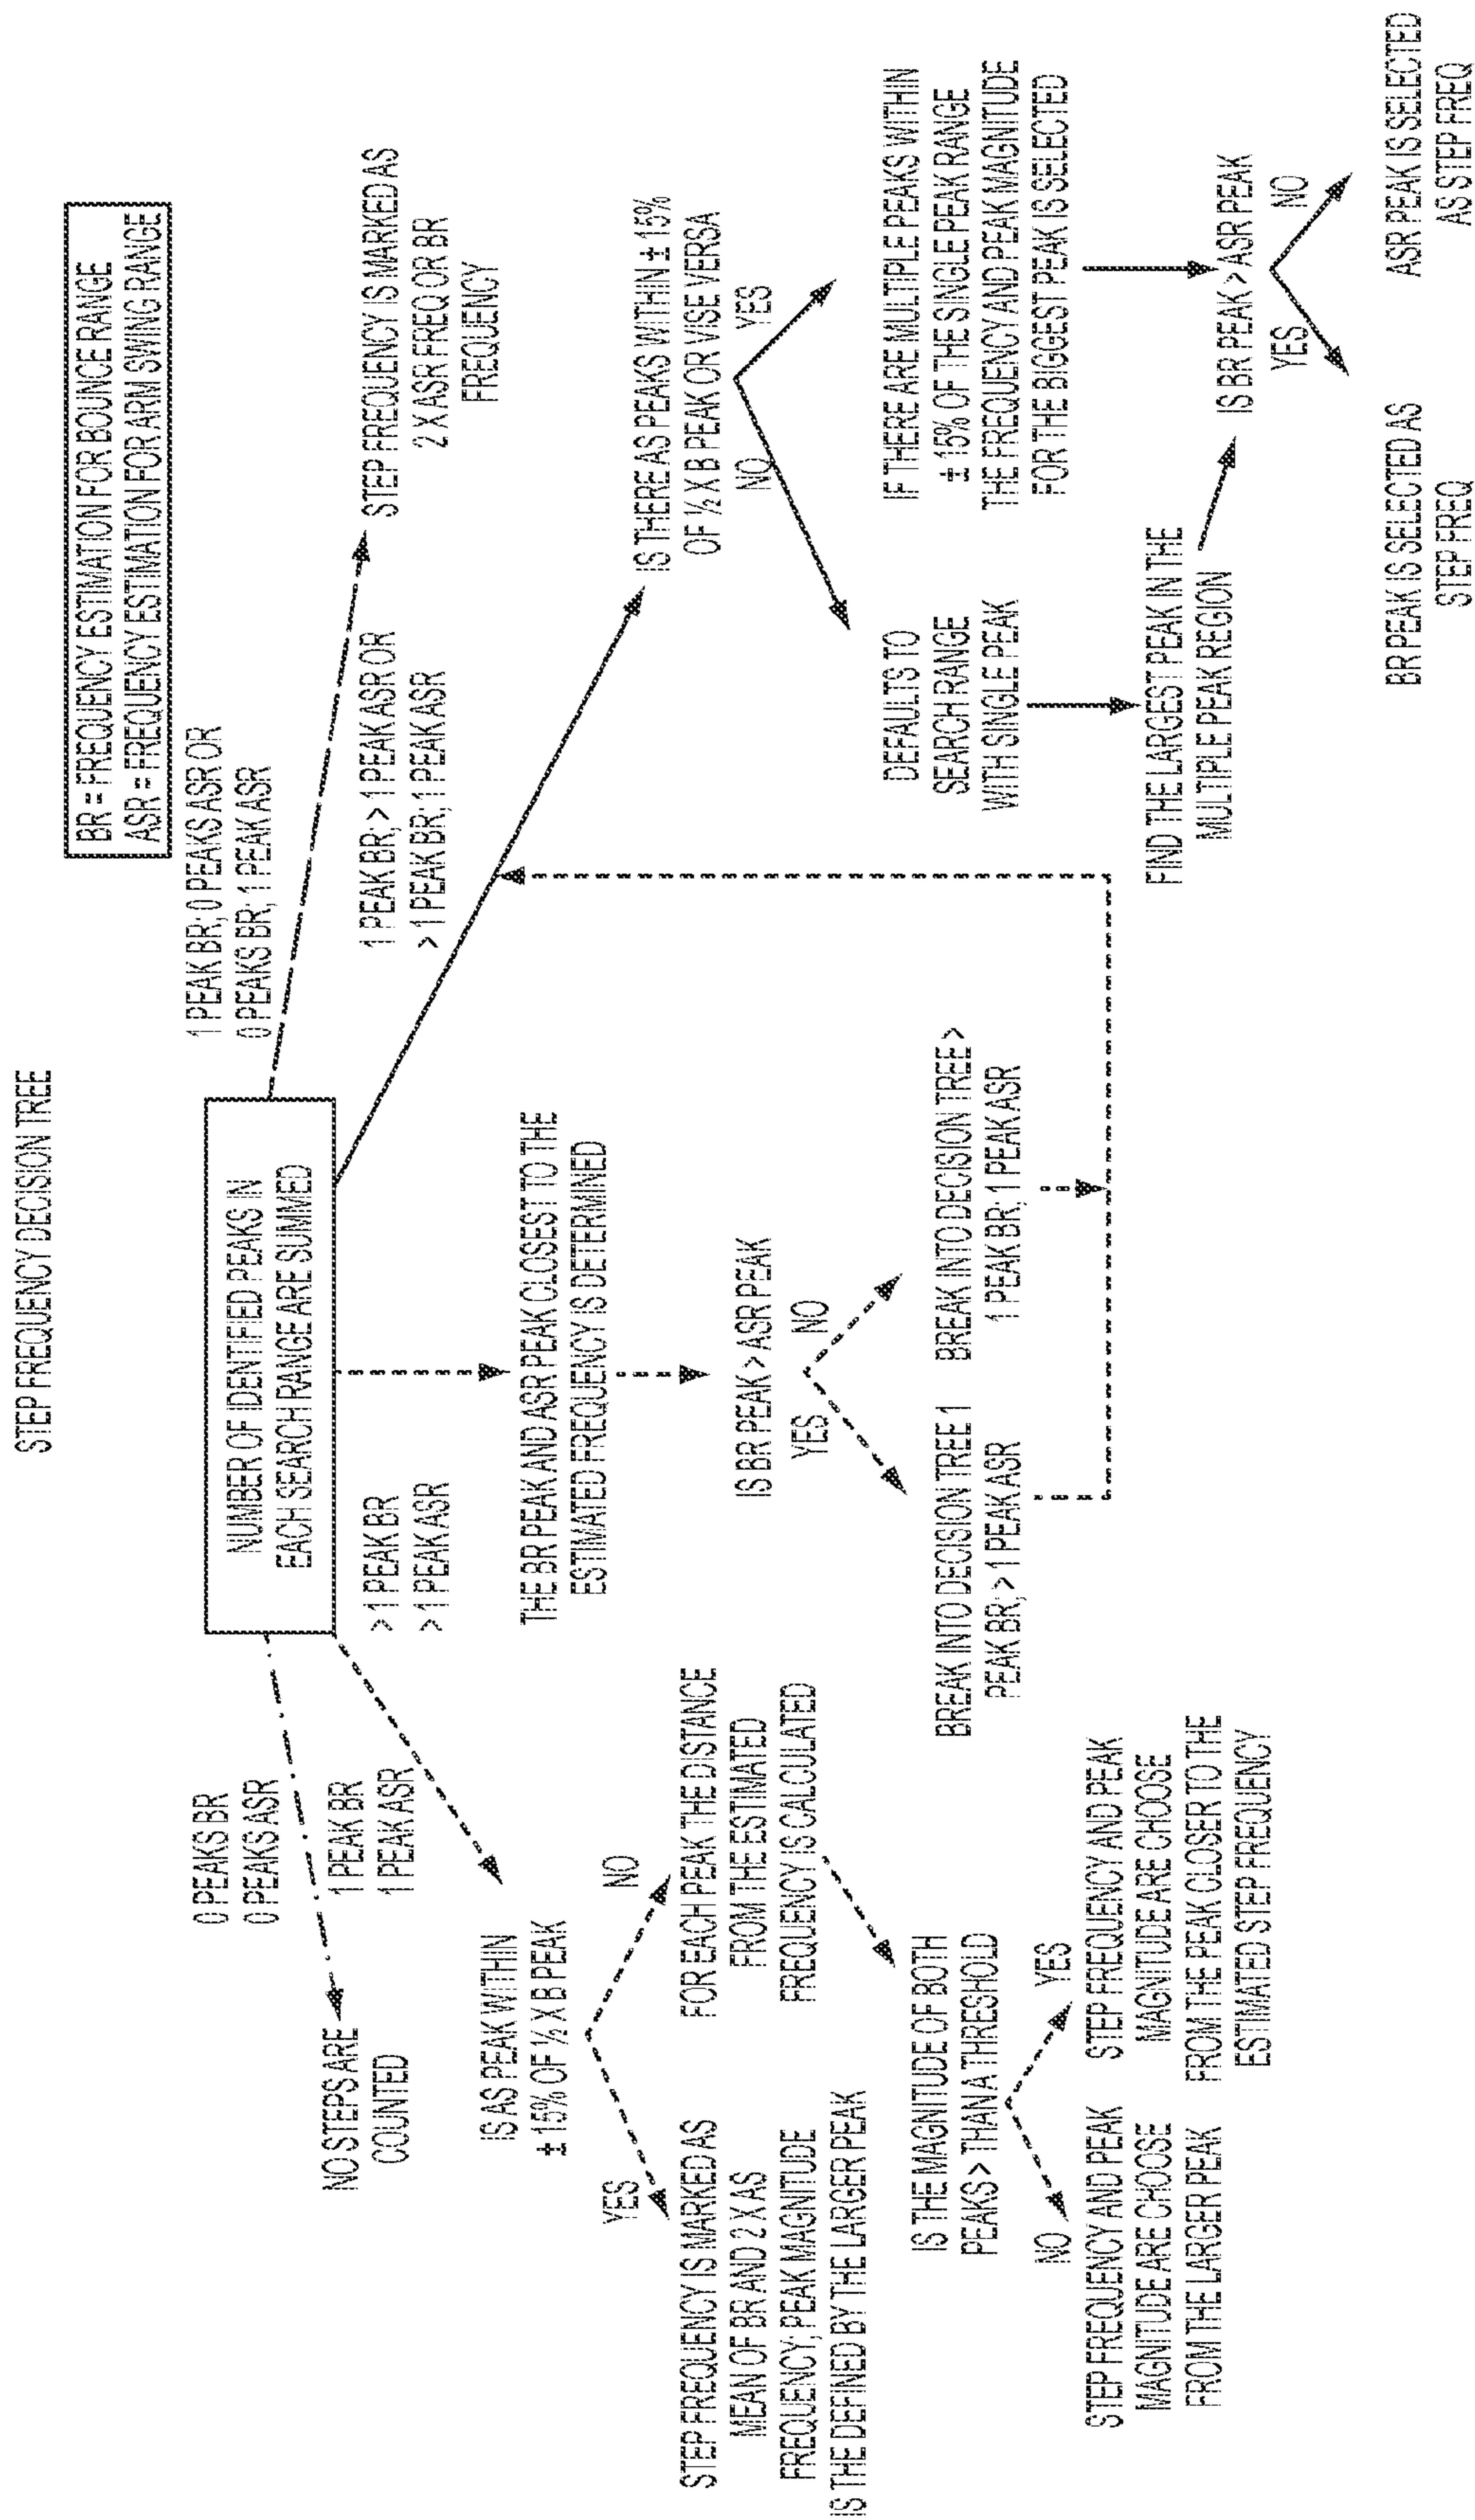 STEP FREQUENCY DECISION TREE
BR = FREQUENCY ESTIMATION FOR BOUNCE RANGE
ASR = FREQUENCY ESTIMATION FOR ARM SWING RANGE
NUMBER OF IDENTIFIED PEAKS IN
EACH SEARCH RANGE ARE SUMMED
0 PEAKS BR
0 PEAKS ASR
NO STEPS ARE
COUNTED
1 PEAK BR
1 PEAK ASR
IS AS PEAK WITHIN
± 15% OF ½ X B PEAK
YES
NO
STEP FREQUENCY IS MARKED AS
MEAN OF BR AND 2 X AS
FREQUENCY; PEAK MAGNITUDE
IS THE DEFINED BY THE LARGER PEAK
FOR EACH PEAK THE DISTANCE
FROM THE ESTIMATED
FREQUENCY IS CALCULATED
IS THE MAGNITUDE OF BOTH
PEAKS > THAN A THRESHOLD
NO
YES
STEP FREQUENCY AND PEAK
MAGNITUDE ARE CHOOSE
FROM THE LARGER PEAK
STEP FREQUENCY AND PEAK
MAGNITUDE ARE CHOOSE
FROM THE PEAK CLOSER TO THE
ESTIMATED STEP FREQUENCY
> 1 PEAK BR
> 1 PEAK ASR
THE BR PEAK AND ASR PEAK CLOSEST TO THE
ESTIMATED FREQUENCY IS DETERMINED
IS BR PEAK > ASR PEAK
YES
NO
BREAK INTO DECISION TREE 1
PEAK BR; > 1 PEAK ASR
BREAK INTO DECISION TREE >
1 PEAK BR; 1 PEAK ASR
1 PEAK BR; 0 PEAKS ASR OR
0 PEAKS BR; 1 PEAK ASR
STEP FREQUENCY IS MARKED AS
2 X ASR FREQ OR BR
FREQUENCY
1 PEAK BR; > 1 PEAK ASR OR
> 1 PEAK BR; 1 PEAK ASR
IS THERE AS PEAKS WITHIN ± 15%
OF ½ X B PEAK OR VISE VERSA
NO
YES
DEFAULTS TO
SEARCH RANGE
WITH SINGLE PEAK
IF THERE ARE MULTIPLE PEAKS WITHIN
± 15% OF THE SINGLE PEAK RANGE
THE FREQUENCY AND PEAK MAGNITUDE
FOR THE BIGGEST PEAK IS SELECTED
FIND THE LARGEST PEAK IN THE
MULTIPLE PEAK REGION
IS BR PEAK > ASR PEAK
YES
NO
BR PEAK IS SELECTED AS
STEP FREQ
ASR PEAK IS SELECTED
AS STEP FREQ